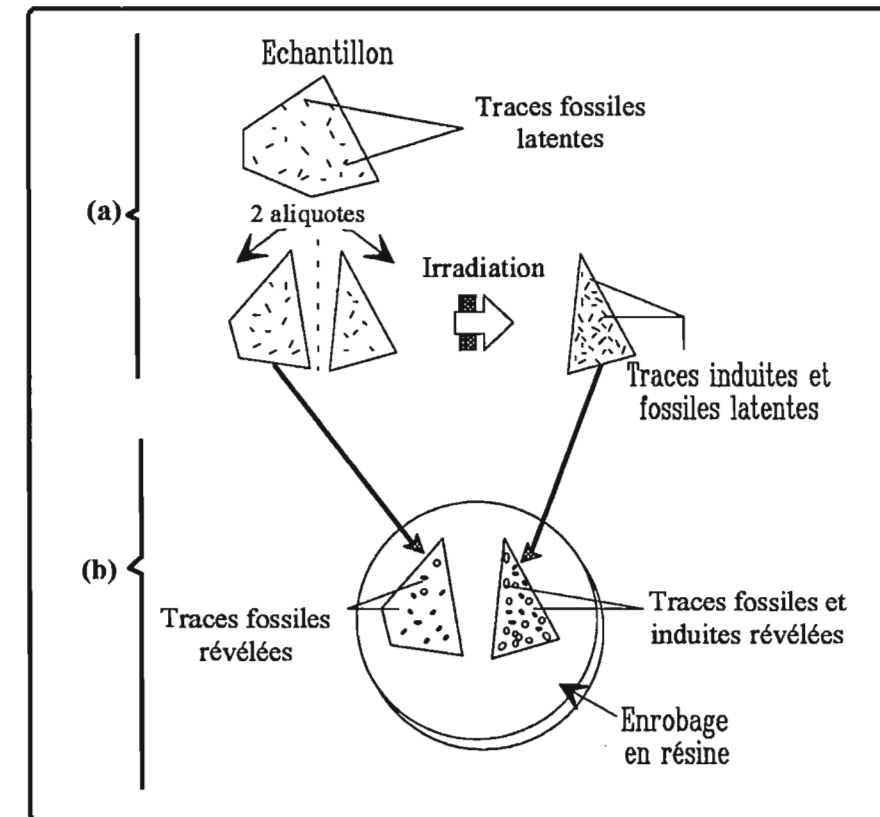 Echantillon
Traces fossiles
latentes
(a)
2 aliquotes
Irradiation
Traces induites et
fossiles latentes
(b)
Traces fossiles
révélées
Traces fossiles et
induites révélées
Enrobage
en résine